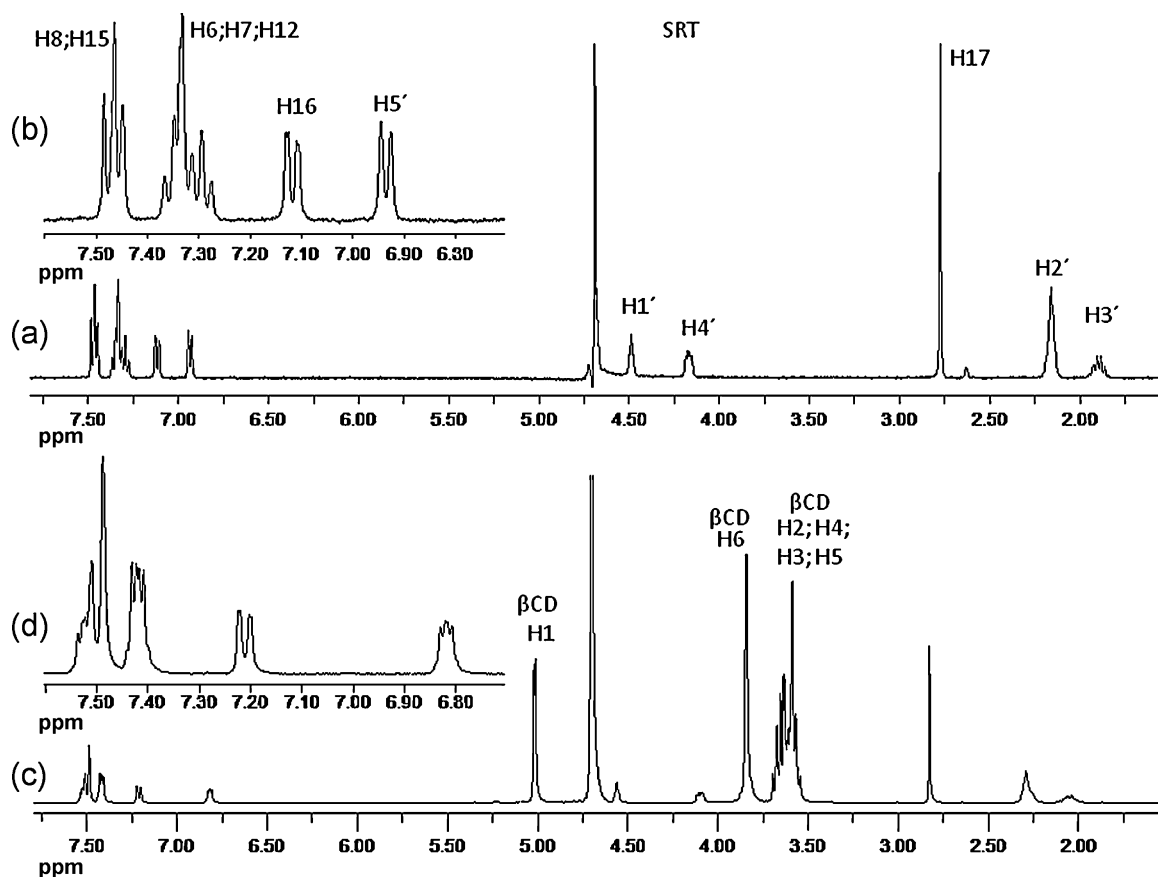 SRT
H8;H15
H6;H7;H12
H16
H5´
H17
(b)
7.50 7.40 7.30 7.20 7.10 7.00 6.90 6.80
ppm
H1´
H4´
H2´
H3´
(a)
7.50 7.00 6.50 6.00 5.50 5.00 4.50 4.00 3.50 3.00 2.50 2.00
ppm
βCD
H1
βCD
H6
βCD
H2; H4;
H3; H5
(d)
7.50 7.40 7.30 7.20 7.10 7.00 6.90 6.80
ppm
(c)
7.50 7.00 6.50 6.00 5.50 5.00 4.50 4.00 3.50 3.00 2.50 2.00
ppm